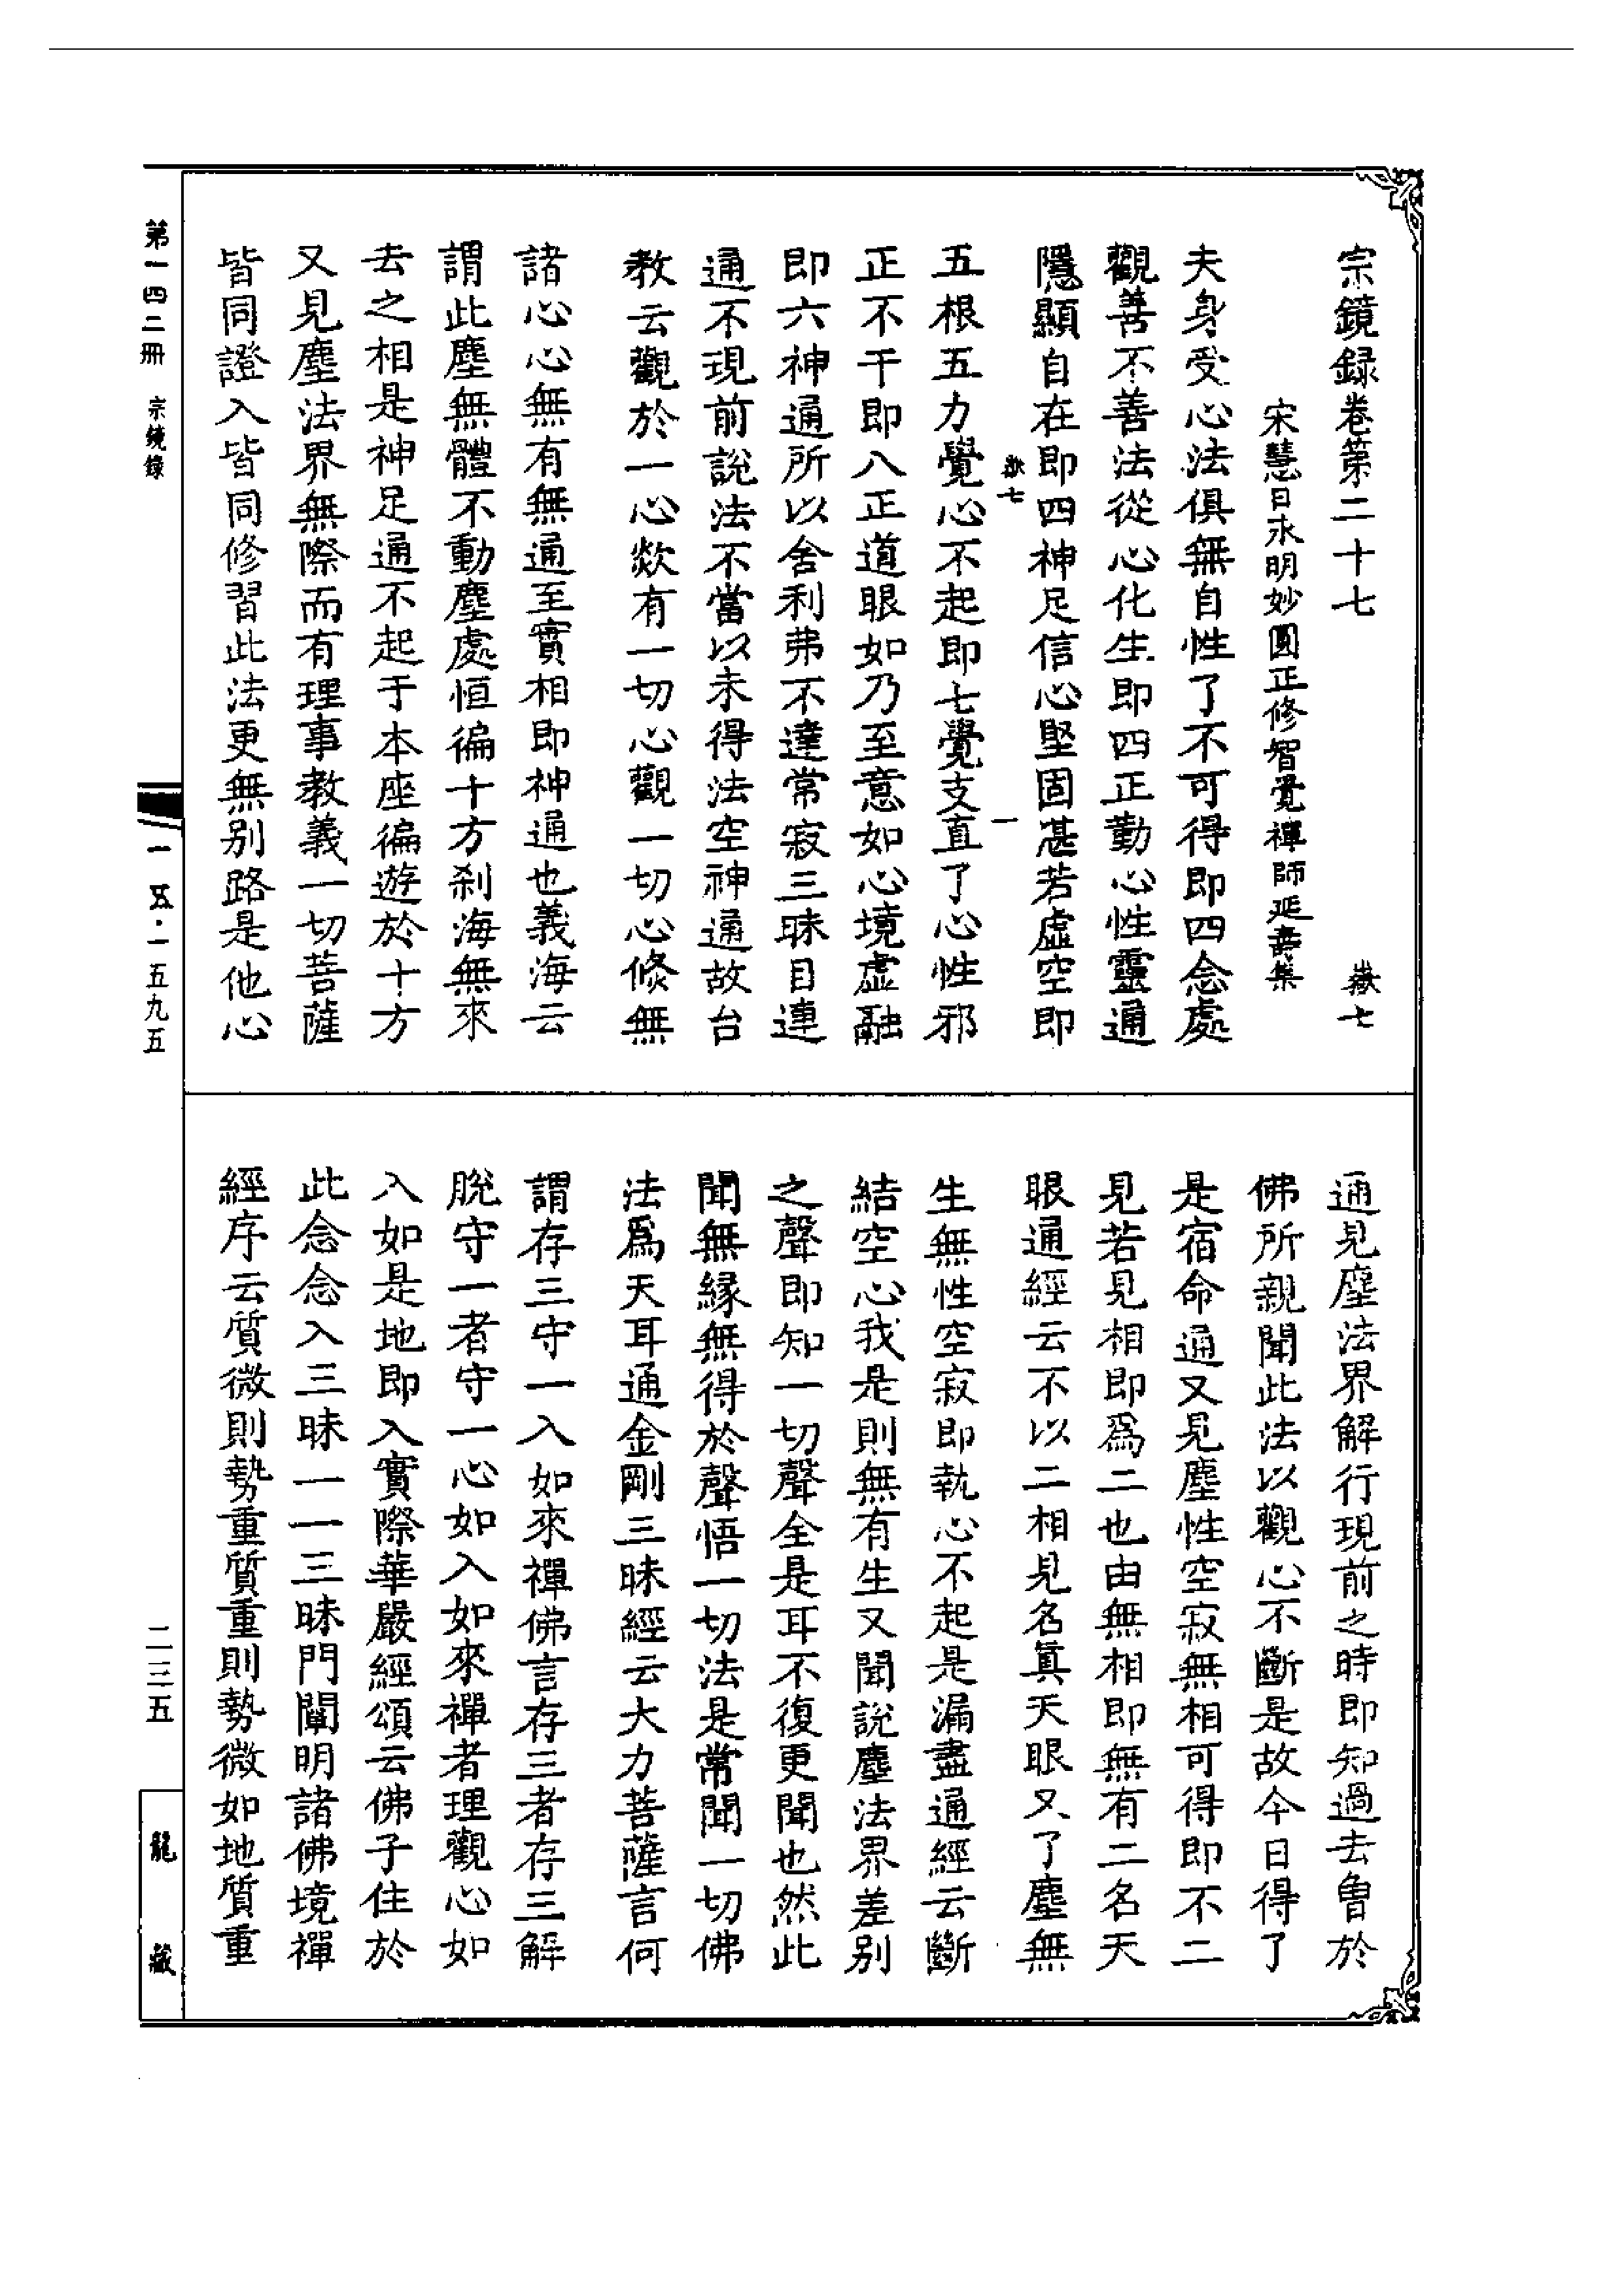 宗鏡録卷第二十七
嶽七
宋慧日永明妙圓正修智覺禪師延壽集
夫身受心法俱無自性了不可得即四念處
觀善不善法從心化生即四正勤心性靈通
隱顯自在即四神足信心堅固湛若虛空即
嶽七
一
五根五力覺心不起即七覺支直了心性邪
正不干即八正道眼如乃至意如心境虛融
即六神通所以舍利弗不達常寂三昧目連
通不現前說法不當以未得法空神通故台
教云觀於一心欻有一切心觀一切心倏無
諸心心無有無通至實相即神通也義海云
謂此塵無體不動塵處恒徧十方刹海無來
去之相是神足通不起于本座徧遊於十方
又見塵法界無際而有理事教義一切菩薩
皆同證入皆同修習此法更無别路是他心
通見塵法界解行現前之時即知過去曾於
佛所親聞此法以觀心不斷是故今日得了
是宿命通又見塵性空寂無相可得即不二
見若見相即爲二也由無相即無有二名天
眼通經云不以二相見名眞天眼又了塵無
生無性空寂即執心不起是漏盡通經云斷
結空心我是則無有生又聞說塵法界差别
之聲即知一切聲全是耳不復更聞也然此
聞無緣無得於聲悟一切法是常聞一切佛
法爲天耳通金剛三昧經云大力菩薩言何
謂存三守一入如來禪佛言存三者存三解
脫守一者守一心如入如來禪者理觀心如
入如是地即入實際華嚴經頌云佛子住於
此念念入三昧一一三昧門闡明諸佛境禪
經序云質微則勢重質重則勢微如地質重
第一四二册
宗鏡錄
一五·一五九五
二三五
龍藏